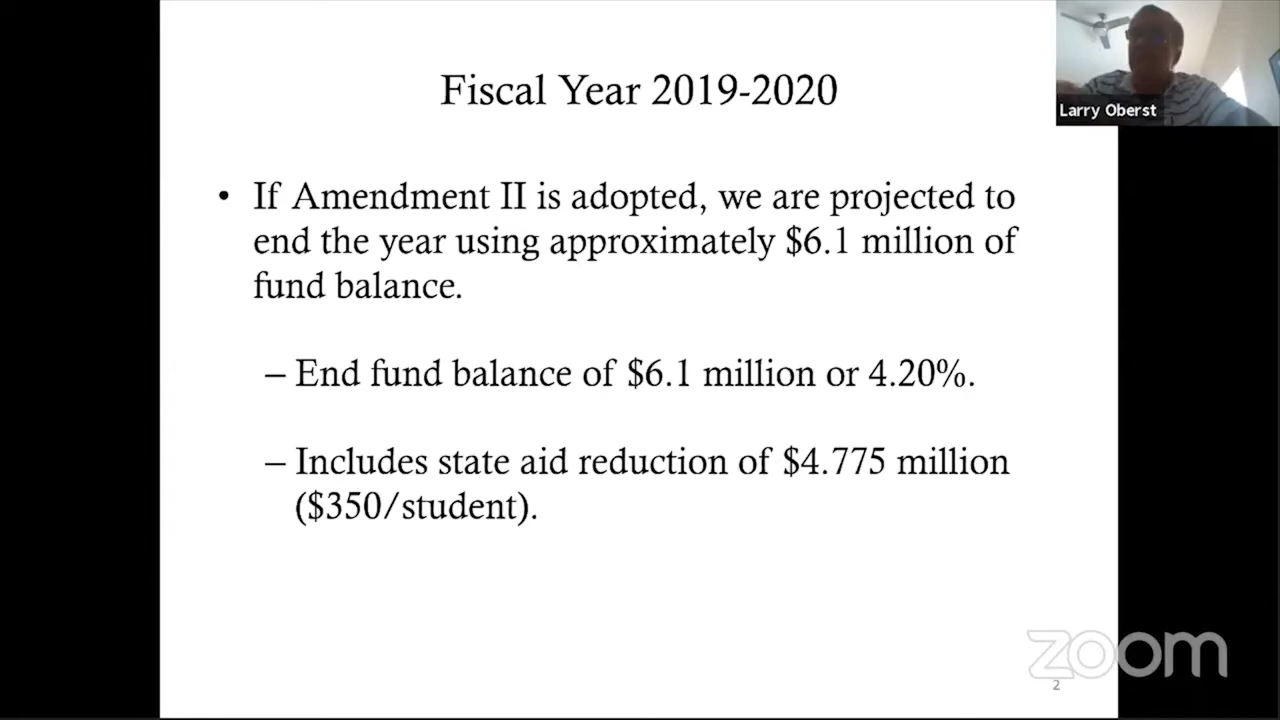 Fiscal Year 2019-2020
Larry Oberst
• If Amendment II is adopted, we are projected to
end the year using approximately $6.1 million of
fund balance.
– End fund balance of $6.1 million or 4.20%.
– Includes state aid reduction of $4.775 million
($350/student).
zoom
2